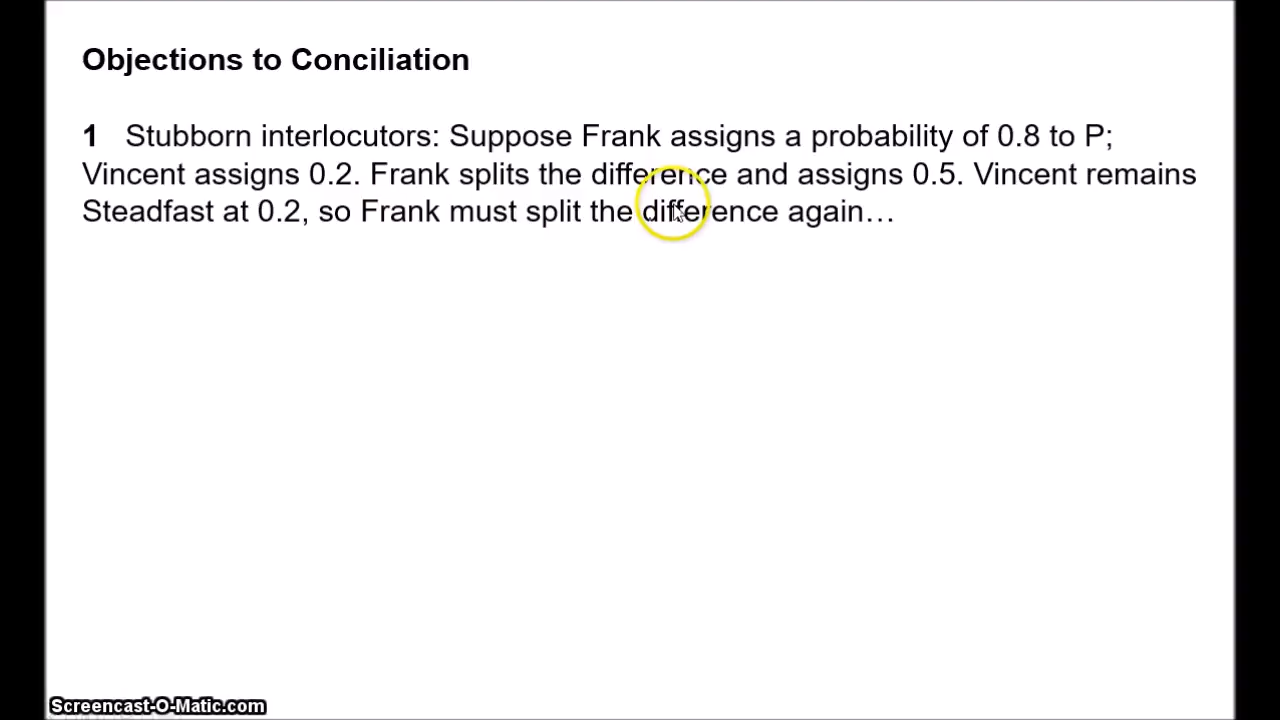 Objections to Conciliation
1 Stubborn interlocutors: Suppose Frank assigns a probability of 0.8 to P;
Vincent assigns 0.2. Frank splits the difference and assigns 0.5. Vincent remains
Steadfast at 0.2, so Frank must split the difference again…
Screencast-O-Matic.com